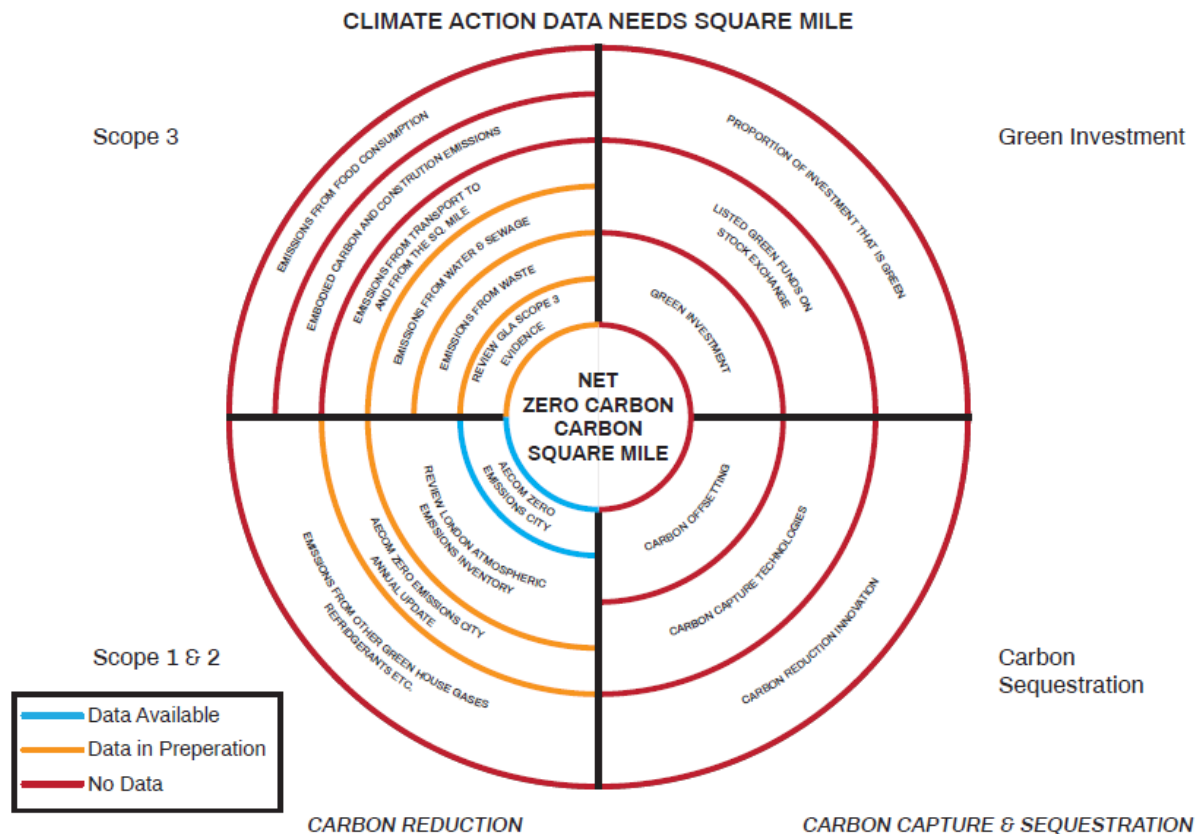 CLIMATE ACTION DATA NEEDS SQUARE MILE
Scope 3
Green Investment
EMISSIONS FROM FOOD CONSUMPTION
EMBODIED CARBON AND CONSTRUTION EMISSIONS
EMISSIONS FROM TRANSPORT TO
AND FROM THE SQ. MILE
EMISSIONS FROM WATER & SEWAGE
EMISSIONS FROM WASTE
REVIEW GLA SCOPE 3
EVIDENCE
PROPORTION OF INVESTMENT THAT IS GREEN
LISTED GREEN FUNDS ON
STOCK EXCHANGE
GREEN INVESTMENT
NET
ZERO CARBON
CARBON
SQUARE MILE
AECOM ZERO
EMISSIONS CITY
REVIEW LONDON ATMOSPHERIC
EMISSIONS INVENTORY
AECOM ZERO EMISSIONS CITY
ANNUAL UPDATE
EMISSIONS FROM OTHER GREEN HOUSE GASES
REFRIDGERANTS ETC.
CARBON OFFSETTING
CARBON CAPTURE TECHNOLOGIES
CARBON REDUCTION INNOVATION
Scope 1 & 2
Carbon
Sequestration
Data Available
Data in Preperation
No Data
CARBON REDUCTION
CARBON CAPTURE & SEQUESTRATION